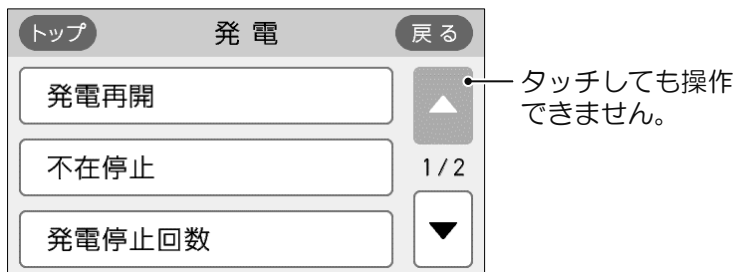 トップ 発電 戻る
発電再開
タッチしても操作
できません。
不在停止
1/2
発電停止回数